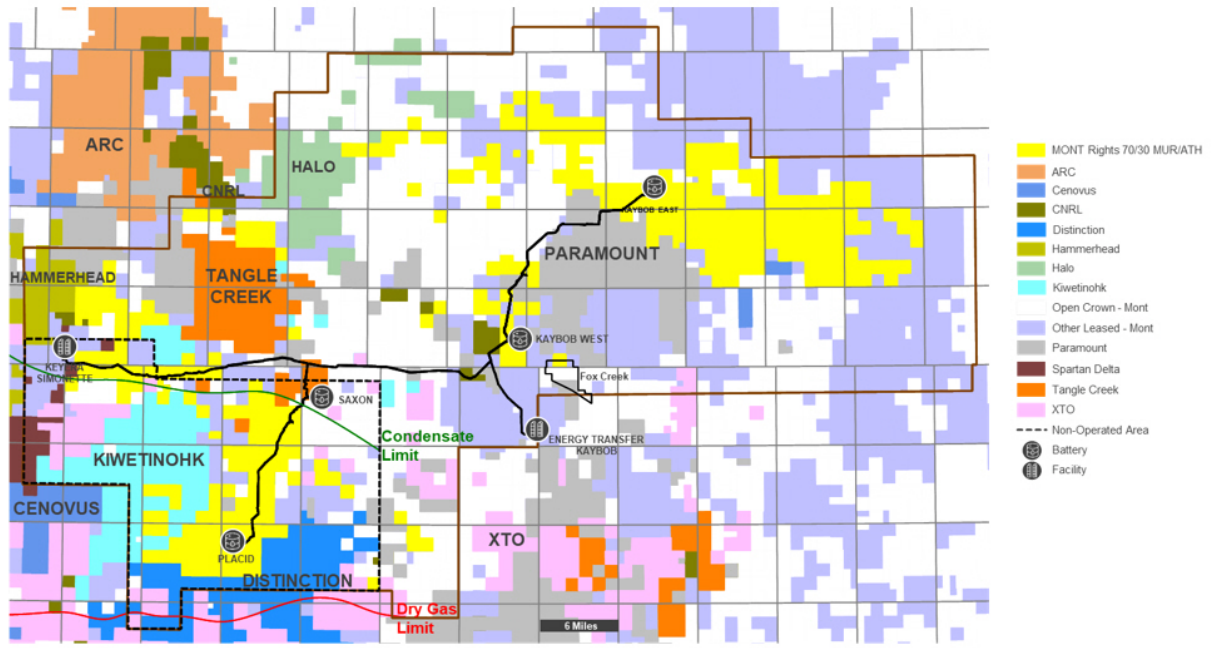 ARC
HALO
CNRL
KAYBOB EAST
PARAMOUNT
HAMMERHEAD
TANGLE
CREEK
KAYBOB WEST
KEYERA
SIMONETTE
Fox Creek
SAXON
ENERGY TRANSFER
KAYBOB
Condensate
Limit
KIWETINOHK
CENOVUS
XTO
PLACID
DISTINCTION
Dry Gas
Limit
6 Miles
MONT Rights 70/30 MUR/ATH
ARC
Cenovus
CNRL
Distinction
Hammerhead
Halo
Kiwetinohk
Open Crown - Mont
Other Leased - Mont
Paramount
Spartan Delta
Tangle Creek
XTO
Non-Operated Area
Battery
Facility